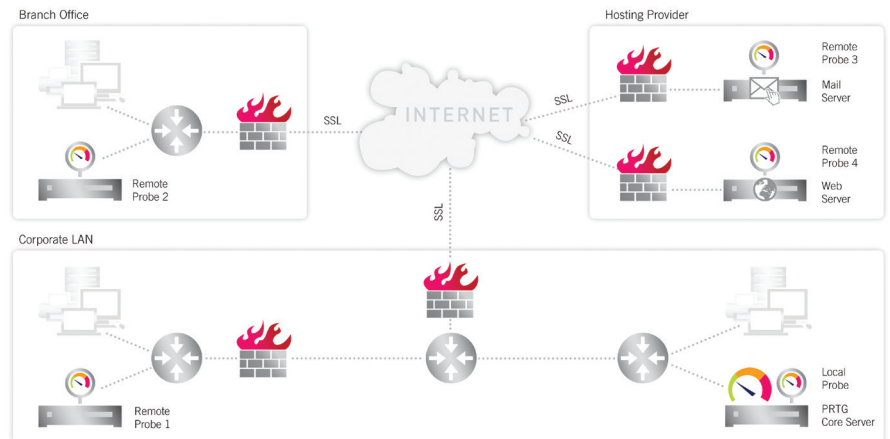 Branch Office
Hosting Provider
Remote
Probe 3
Mail
Server
INTERNET
SSL
SSL
SSL
Remote
Probe 4
Web
Server
Remote
Probe 2
SSL
Corporate LAN
Remote
Probe 1
Local
Probe
PRTG
Core Server